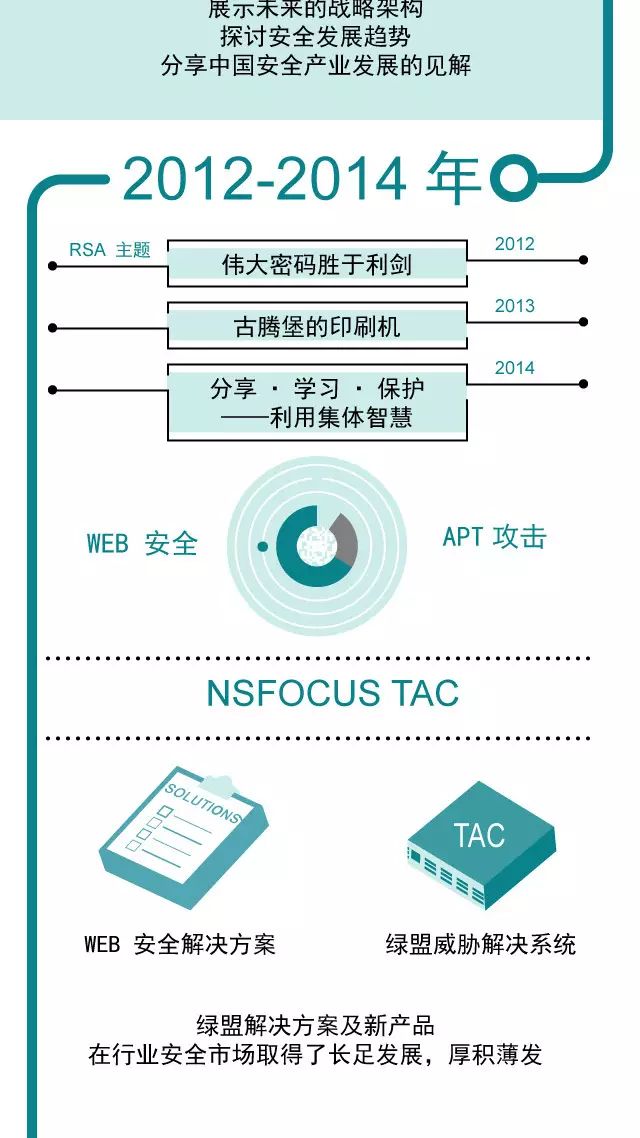 展示未来的战略架构
探讨安全发展趋势
分享中国安全产业发展的见解
2012-2014 年
RSA 主题
伟大密码胜于利剑
2012
古腾堡的印刷机
2013
分享 · 学习 · 保护
——利用集体智慧
2014
WEB 安全
APT 攻击
NSFOCUS TAC
SOLUTIONS
TAC
WEB 安全解决方案
绿盟威胁解决系统
绿盟解决方案及新产品
在行业安全市场取得了长足发展，厚积薄发